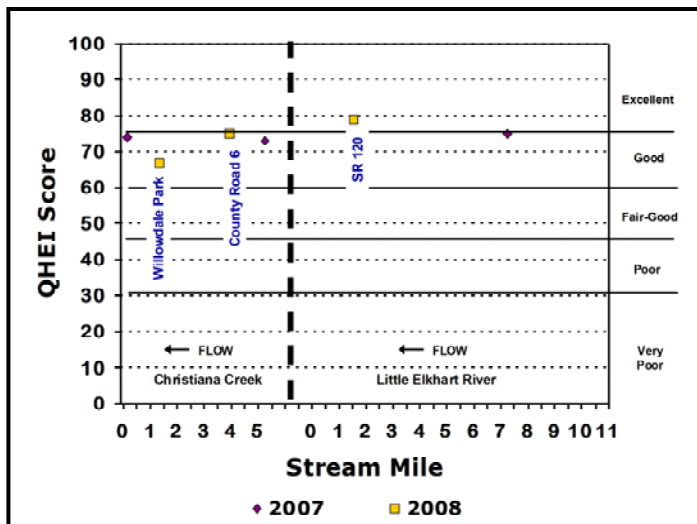 QHEI Score
100
90
80
70
60
50
40
30
20
10
0
Excellent
Good
Fair-Good
Poor
Very
Poor
Willowdale Park
County Road 6
SR 120
FLOW
FLOW
Christiana Creek
Little Elkhart River
0 1 2 4 5 0 1 2 4 5 6 7 8 9 10 11
Stream Mile
2007
2008